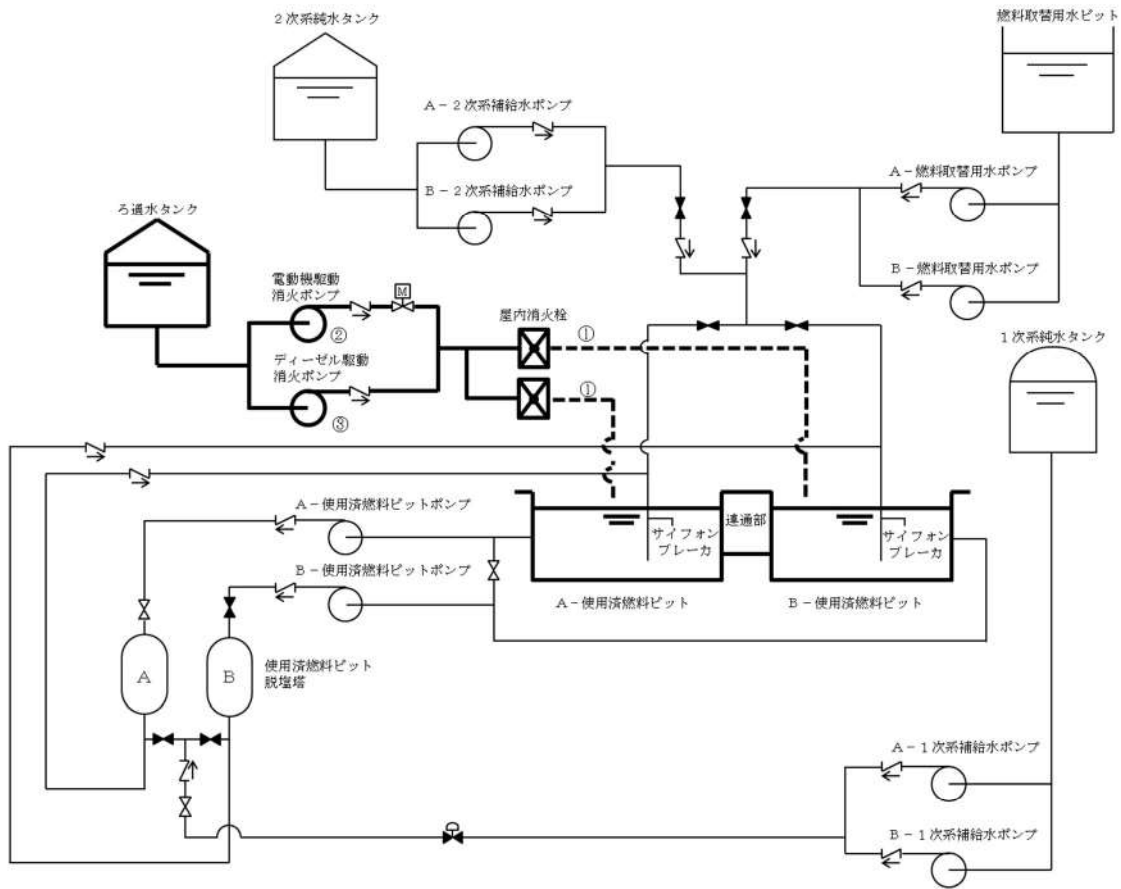 2次系純水タンク
燃料取替用水ピット
A-2次系補給水ポンプ
B-2次系補給水ポンプ
A-燃料取替用水ポンプ
B-燃料取替用水ポンプ
ろ過水タンク
電動機駆動
消火ポンプ
M
②
ディーゼル駆動
消火ポンプ
③
屋内消火栓
①
①
1次系純水タンク
A-使用済燃料ピットポンプ
B-使用済燃料ピットポンプ
連通部
サイフォン
ブレーカ
サイフォン
ブレーカ
A-使用済燃料ピット
B-使用済燃料ピット
A
B
使用済燃料ピット
脱塩塔
A-1次系補給水ポンプ
B-1次系補給水ポンプ